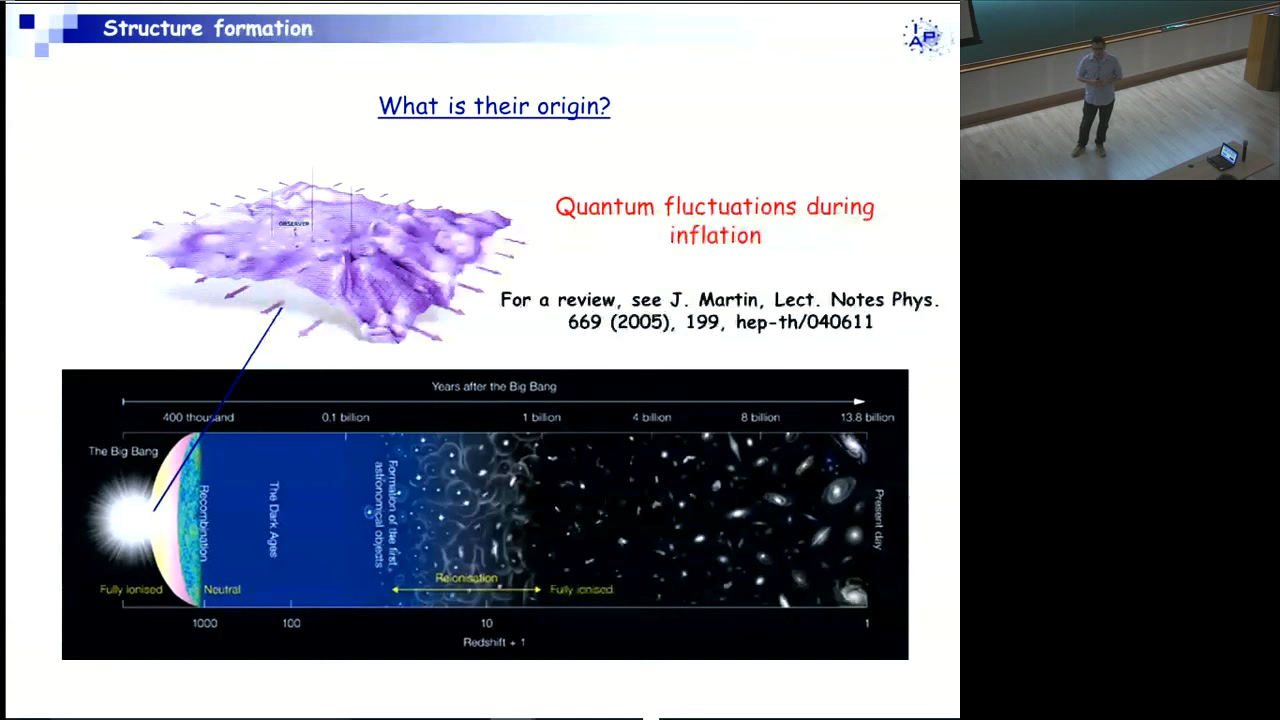 Structure formation
IAP
What is their origin?
OBSERVER
Quantum fluctuations during
inflation
For a review, see J. Martin, Lect. Notes Phys.
669 (2005), 199, hep-th/040611
Years after the Big Bang
400 thousand
0.1 billion
1 billion
4 billion
8 billion
13.8 billion
The Big Bang
Recombination
The Dark Ages
Formation of the first
astronomical objects
Present day
Fully ionised
Neutral
Reionisation
Fully ionised
1000
100
10
1
Redshift + 1